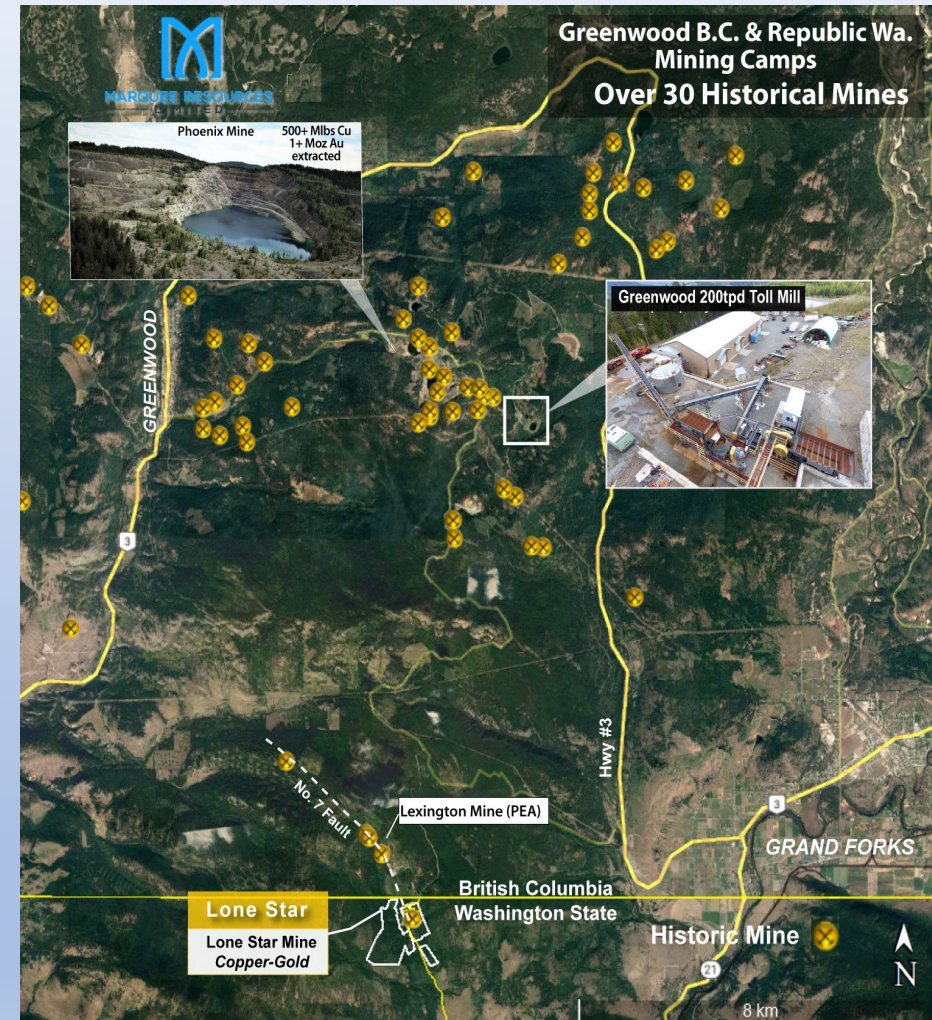 Greenwood B.C. & Republic Wa.
Mining Camps
Over 30 Historical Mines
MARQUEE RESOURCES
LIMITED
Phoenix Mine
500+ Mlbs Cu
1+ Moz Au
extracted
Greenwood 200tpd Toll Mill
GREENWOOD
3
Hwy #3
No. 7 Fault
Lexington Mine (PEA)
3
GRAND FORKS
British Columbia
Washington State
Lone Star
Lone Star Mine
Copper-Gold
Historic Mine
21
N
8 km